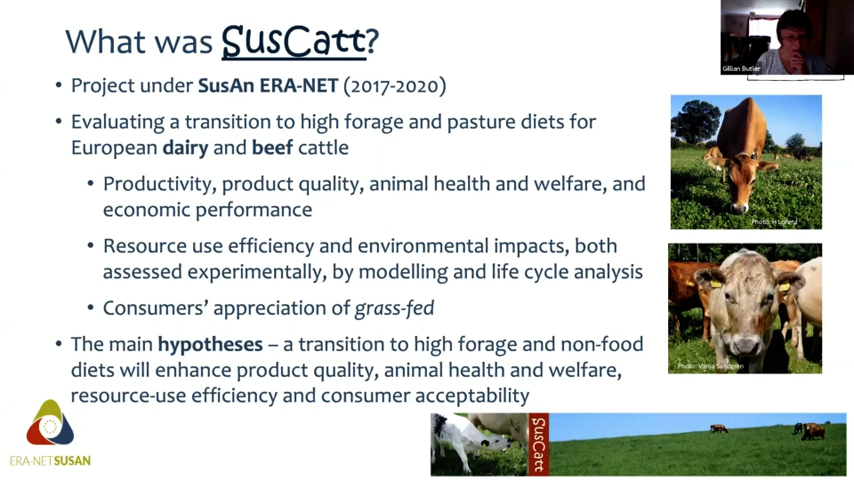 What was SusCatt?
Gillian Butler
• Project under SusAn ERA-NET (2017-2020)
• Evaluating a transition to high forage and pasture diets for
European dairy and beef cattle
• Productivity, product quality, animal health and welfare, and
economic performance
• Resource use efficiency and environmental impacts, both
assessed experimentally, by modelling and life cycle analysis
• Consumers' appreciation of grass-fed
• The main hypotheses – a transition to high forage and non-food
diets will enhance product quality, animal health and welfare,
resource-use efficiency and consumer acceptability
Photo: H
Photo: Vanja Sandgren
SusCatt
ERA-NETSUSAN